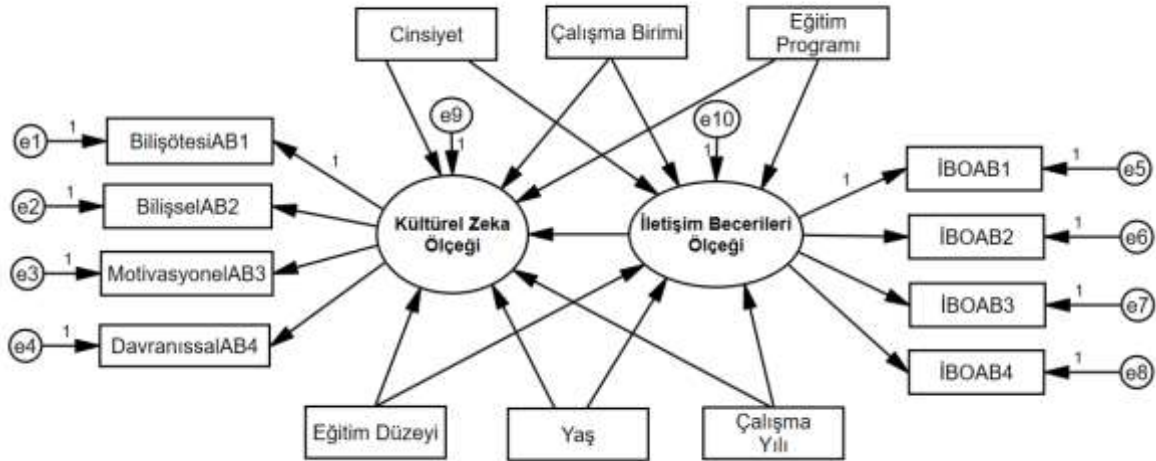 Cinsiyet
Çalışma Birimi
Eğitim
Programı
e9
1
e10
1
e1
1
BilişötesiAB1
1
e2
1
BilişselAB2
e3
1
MotivasyonelAB3
e4
1
DavranıssalAB4
Kültürel Zeka
Ölçeği
İletişim Becerileri
Ölçeği
1
İBOAB1
1
e5
İBOAB2
1
e6
İBOAB3
1
e7
İBOAB4
1
e8
Eğitim Düzeyi
Yaş
Çalışma
Yılı